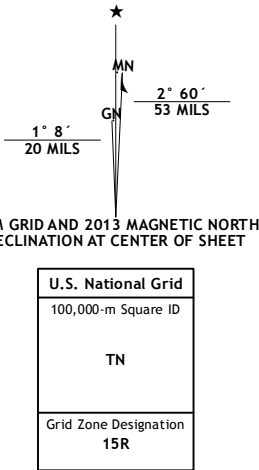 ★
MN
GN
2° 60´
53 MILS
1° 8´
20 MILS
M GRID AND 2013 MAGNETIC NORTH
ECLINATION AT CENTER OF SHEET
U.S. National Grid
100,000-m Square ID
TN
Grid Zone Designation
15R